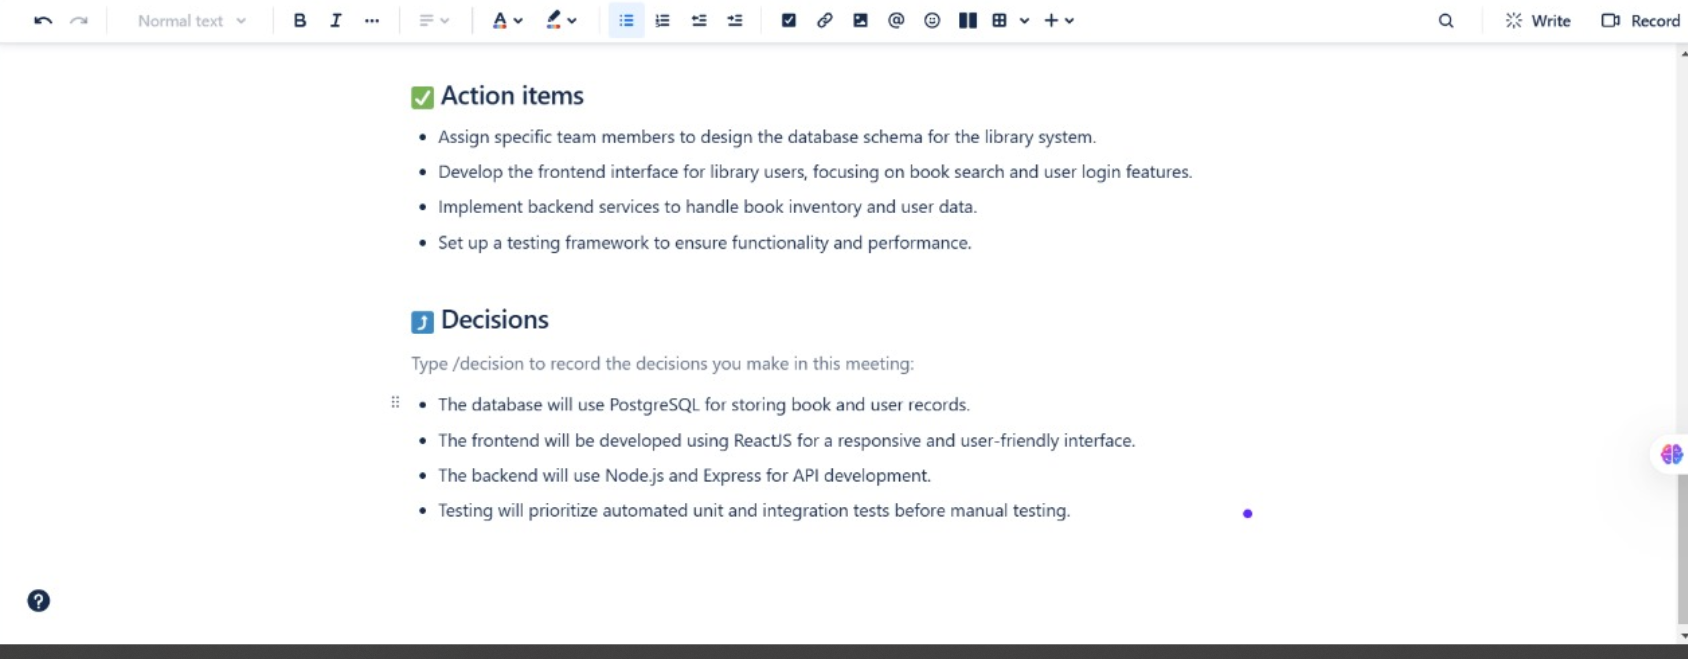 Normal text B I ... A @ Write Record
✅ Action items
• Assign specific team members to design the database schema for the library system.
• Develop the frontend interface for library users, focusing on book search and user login features.
• Implement backend services to handle book inventory and user data.
• Set up a testing framework to ensure functionality and performance.
⤴ Decisions
Type /decision to record the decisions you make in this meeting:
• The database will use PostgreSQL for storing book and user records.
• The frontend will be developed using ReactJS for a responsive and user-friendly interface.
• The backend will use Node.js and Express for API development.
• Testing will prioritize automated unit and integration tests before manual testing.
?